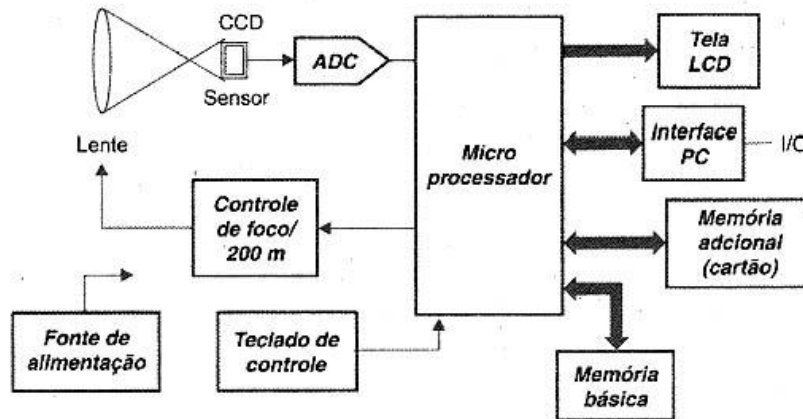 CCD
Sensor
Lente
ADC
Micro
processador
Tela
LCD
Interface
PC
I/O
Controle
de foco/
200 m
Memória
adcional
(cartão)
Fonte de
alimentação
Teclado de
controle
Memória
básica